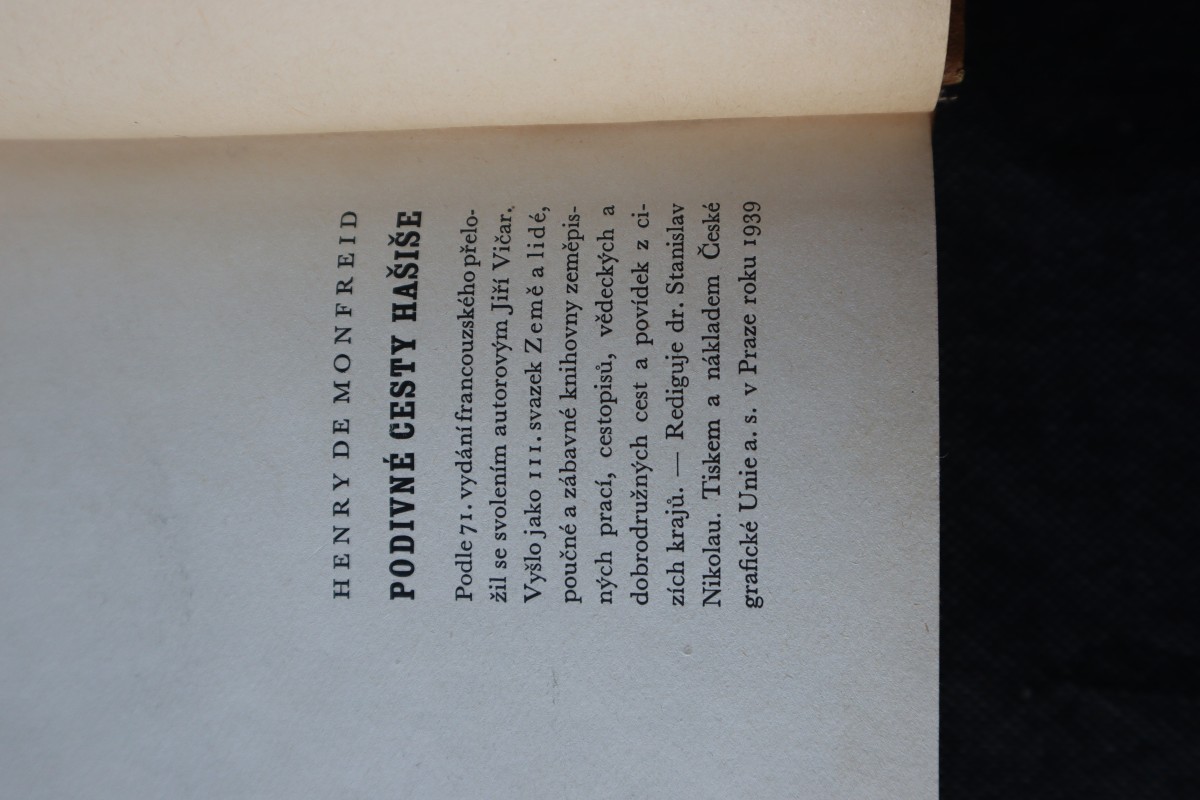 HENRY DE MONFREID
PODIVNÉ CESTY HAŠIŠE
Podle 71. vydání francouzského přelo-
žil se svolením autorovým Jiří Vičar.
Vyšlo jako 111. svazek Země a lidé,
poučné a zábavné knihovny zeměpis-
ných prací, cestopisů, vědeckých a
dobrodružných cest a povídek z ci-
zích krajů. — Rediguje dr. Stanislav
Nikolau. Tiskem a nákladem České
grafické Unie a. s. v Praze roku 1939